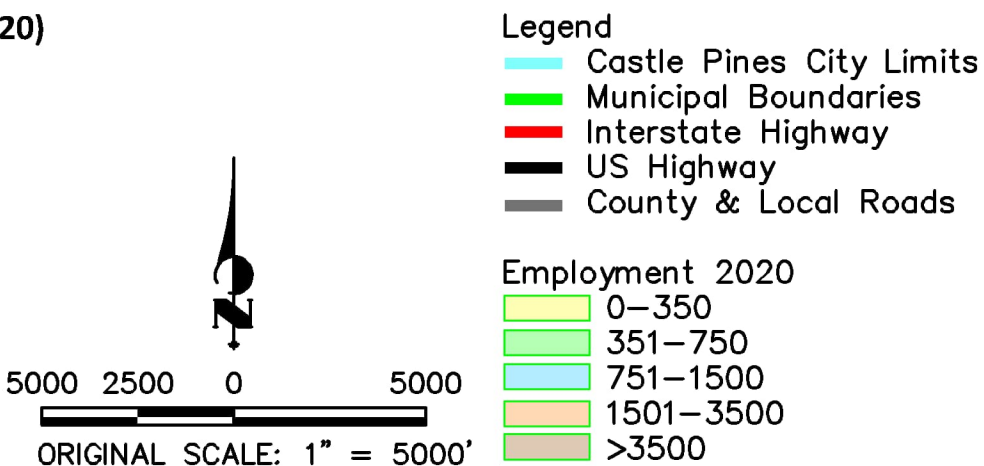 20)
Legend
Castle Pines City Limits
Municipal Boundaries
Interstate Highway
US Highway
County & Local Roads
N
Employment 2020
0–350
351–750
751–1500
1501–3500
>3500
5000 2500 0 5000
ORIGINAL SCALE: 1" = 5000'